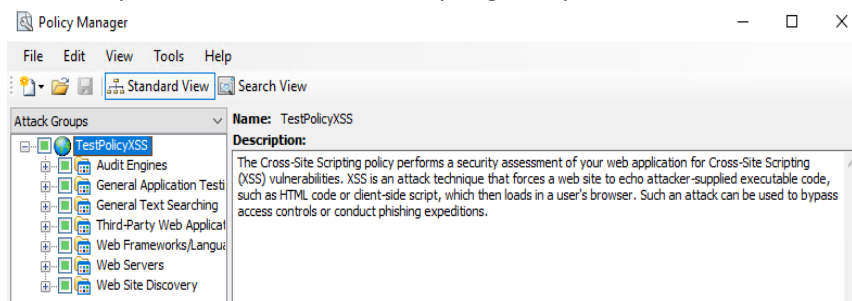 Policy Manager
File Edit View Tools Help
Standard View Search View
Attack Groups
TestPolicyXSS
Audit Engines
General Application Testi
General Text Searching
Third-Party Web Applicat
Web Frameworks/Langua
Web Servers
Web Site Discovery
Name: TestPolicyXSS
Description:
The Cross-Site Scripting policy performs a security assessment of your web application for Cross-Site Scripting
(XSS) vulnerabilities. XSS is an attack technique that forces a web site to echo attacker-supplied executable code,
such as HTML code or client-side script, which then loads in a user's browser. Such an attack can be used to bypass
access controls or conduct phishing expeditions.